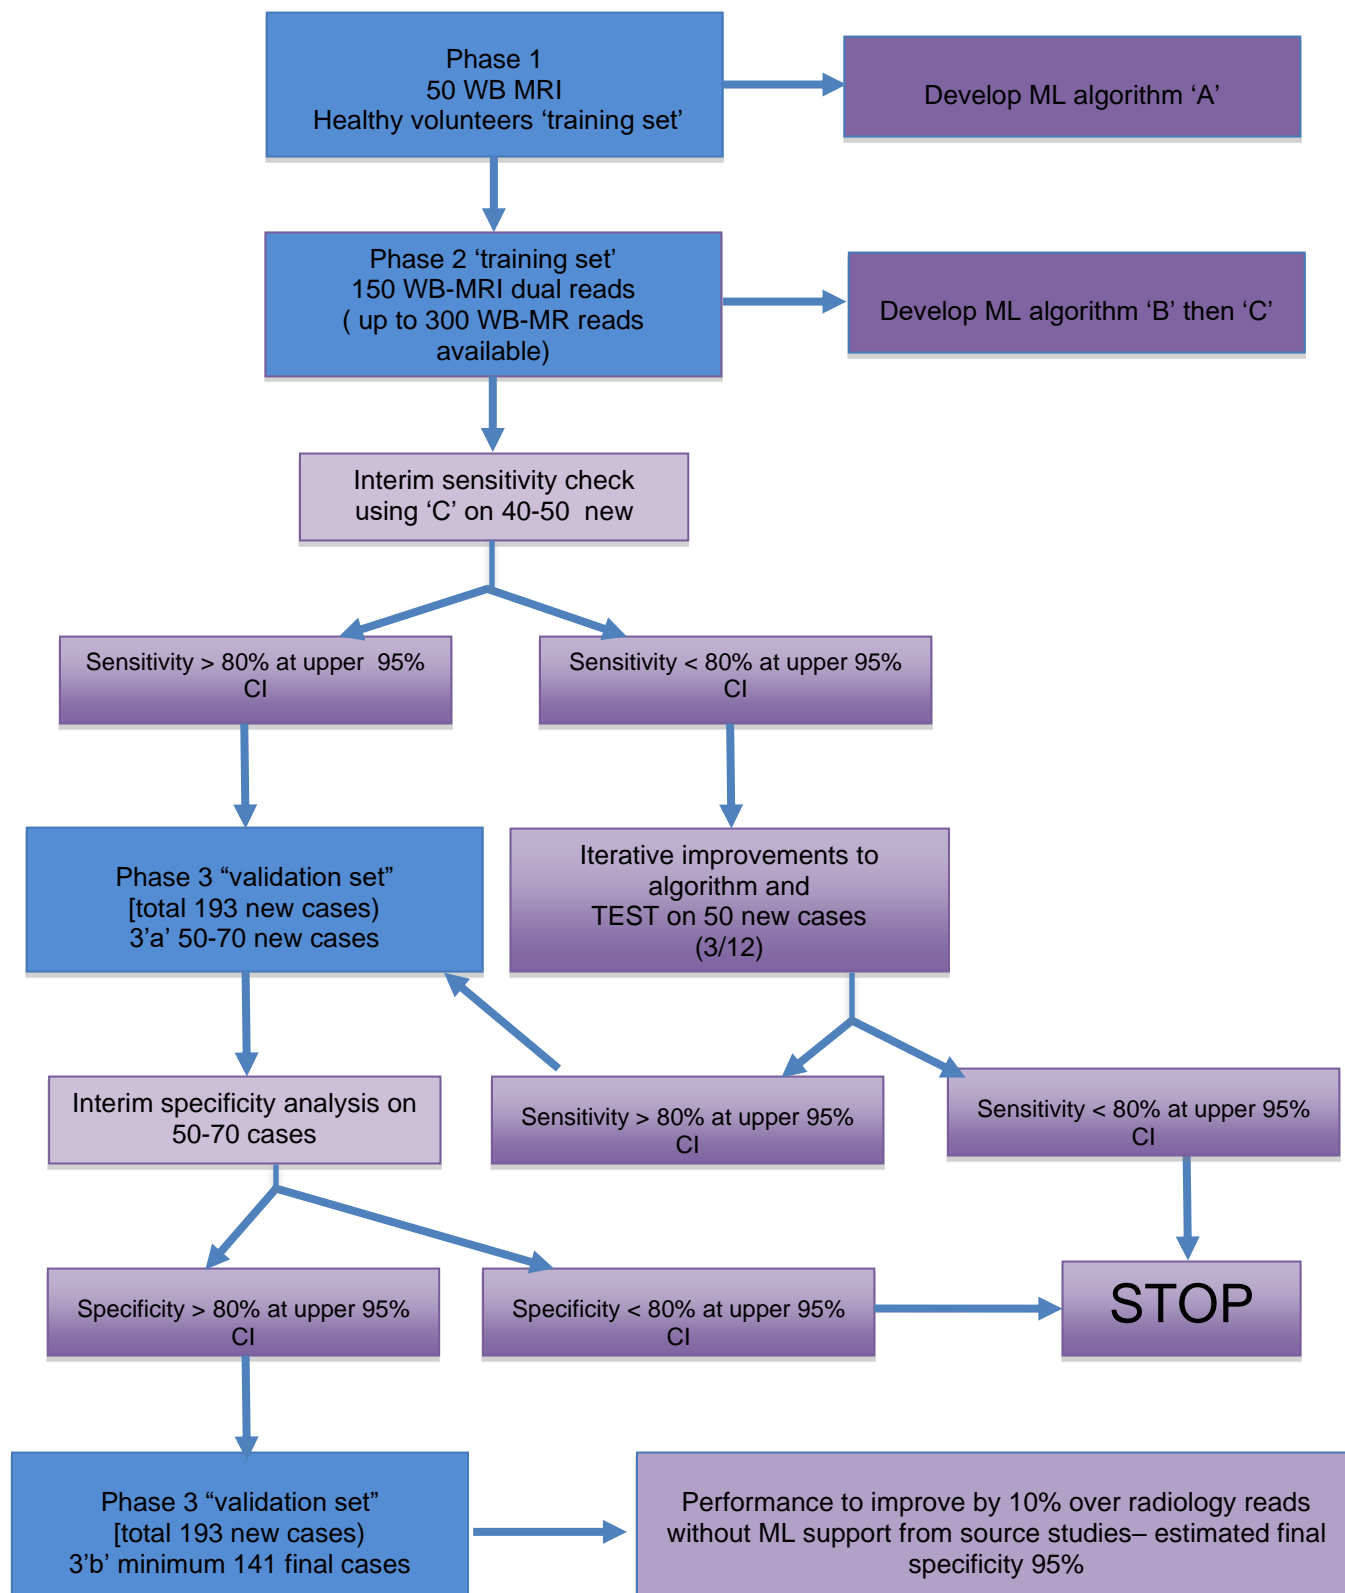 Phase 1
50 WB MRI
Healthy volunteers ‘training set’
Develop ML algorithm ‘A’
Phase 2 ‘training set’
150 WB-MRI dual reads
( up to 300 WB-MR reads
available)
Develop ML algorithm ‘B’ then ‘C’
Interim sensitivity check
using ‘C’ on 40-50 new
Sensitivity > 80% at upper 95%
CI
Sensitivity < 80% at upper 95%
CI
Phase 3 “validation set”
[total 193 new cases)
3’a’ 50-70 new cases
Iterative improvements to
algorithm and
TEST on 50 new cases
(3/12)
Interim specificity analysis on
50-70 cases
Sensitivity > 80% at upper 95%
CI
Sensitivity < 80% at upper 95%
CI
Specificity > 80% at upper 95%
CI
Specificity < 80% at upper 95%
CI
STOP
Phase 3 “validation set”
[total 193 new cases)
3’b’ minimum 141 final cases
Performance to improve by 10% over radiology reads
without ML support from source studies– estimated final
specificity 95%